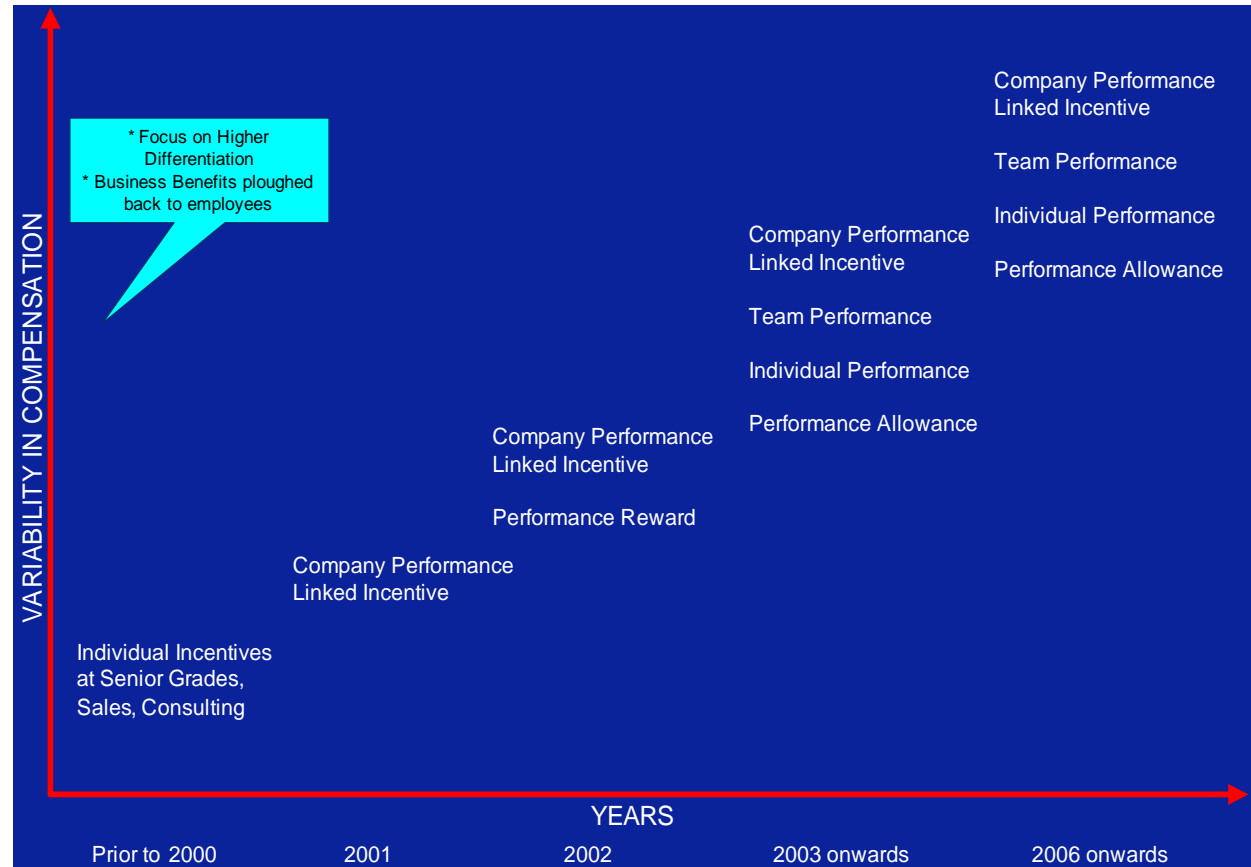 * Focus on Higher
Differentiation
* Business Benefits ploughed
back to employees
VARIABILITY IN COMPENSATION
Individual Incentives
at Senior Grades,
Sales, Consulting
Company Performance
Linked Incentive
Company Performance
Linked Incentive
Performance Reward
Company Performance
Linked Incentive
Team Performance
Individual Performance
Performance Allowance
Company Performance
Linked Incentive
Team Performance
Individual Performance
Performance Allowance
YEARS
Prior to 2000
2001
2002
2003 onwards
2006 onwards